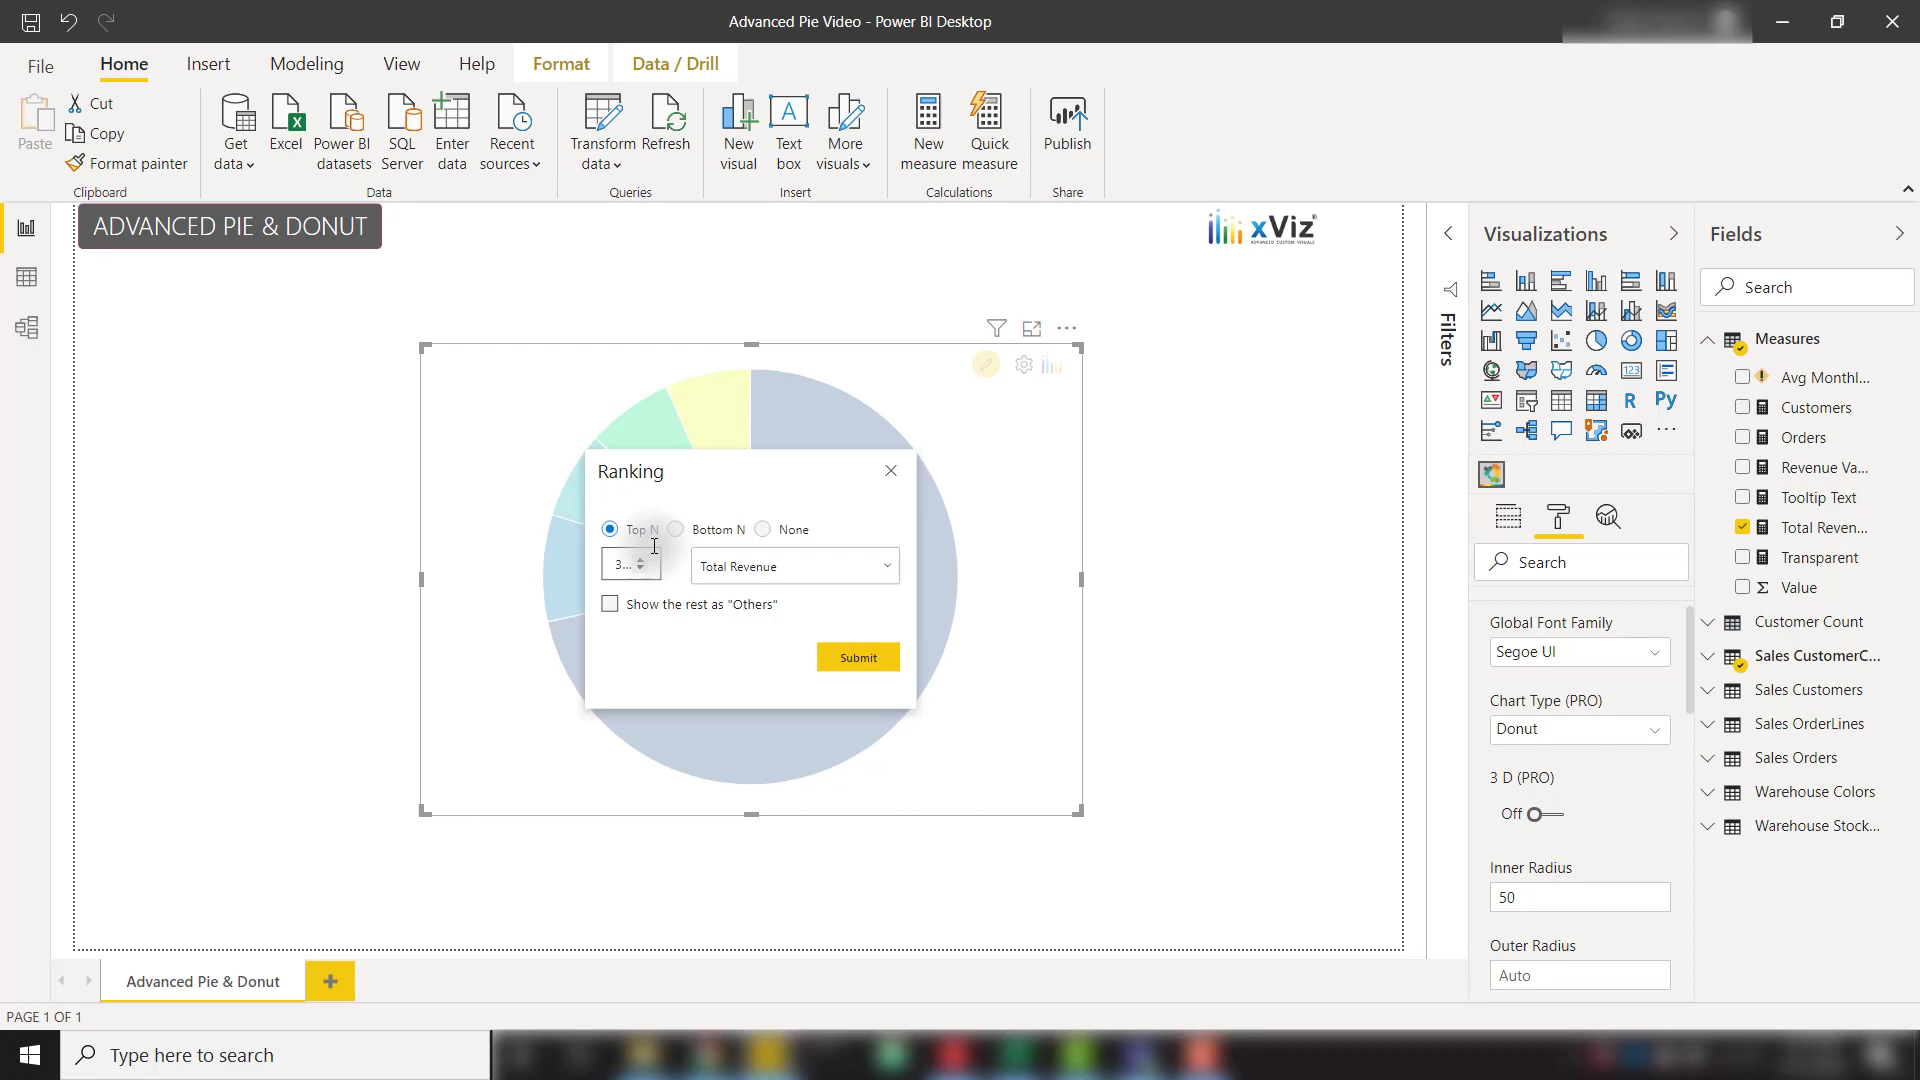 Advanced Pie Video - Power BI Desktop
File
Home
Insert
Modeling
View
Help
Format
Data / Drill
Paste
Cut
Copy
Format painter
Clipboard
Get data
Excel
Power BI datasets
SQL Server
Enter data
Recent sources
Data
Transform data
Refresh
Queries
New visual
Text box
More visuals
Insert
New measure
Quick measure
Calculations
Publish
Share
ADVANCED PIE & DONUT
xViz
ADVANCED CUSTOM VISUALS
Ranking
Top N
Bottom N
None
3...
Total Revenue
Show the rest as "Others"
Submit
Filters
Visualizations
123
R
Py
Search
Global Font Family
Segoe UI
Chart Type (PRO)
Donut
3 D (PRO)
Off
Inner Radius
50
Outer Radius
Auto
Fields
Search
Measures
Avg Monthl...
Customers
Orders
Revenue Va...
Tooltip Text
Total Reven...
Transparent
Σ Value
Customer Count
Sales CustomerC...
Sales Customers
Sales OrderLines
Sales Orders
Warehouse Colors
Warehouse Stock...
Advanced Pie & Donut
PAGE 1 OF 1
Type here to search